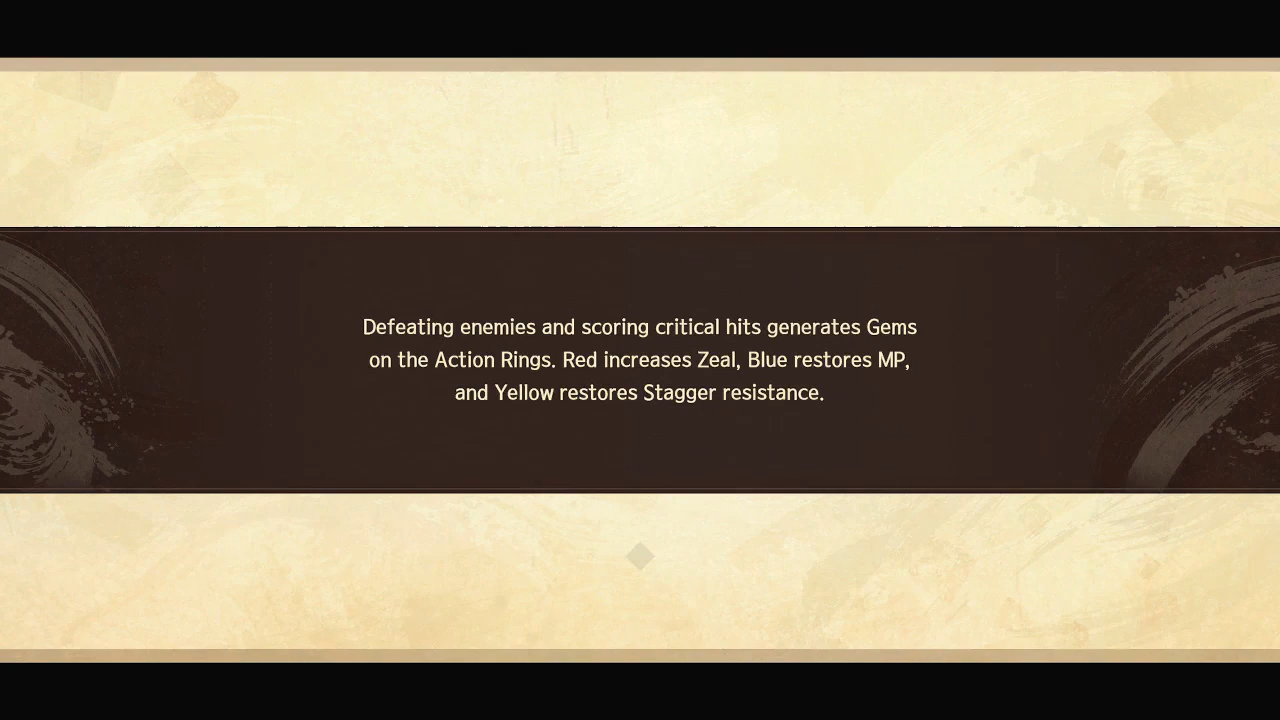 Defeating enemies and scoring critical hits generates Gems
on the Action Rings. Red increases Zeal, Blue restores MP,
and Yellow restores Stagger resistance.